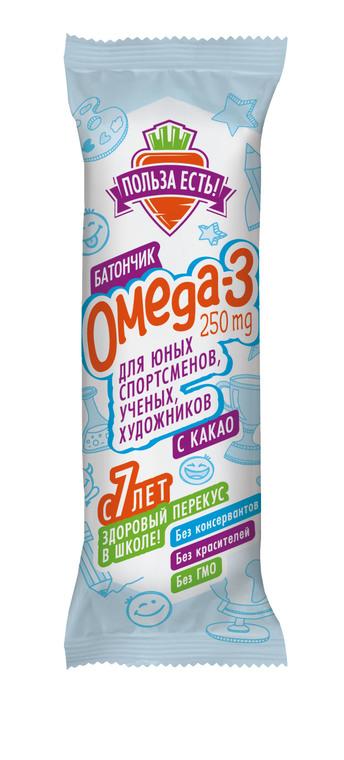 ПОЛЬЗА ЕСТЬ!
БАТОНЧИК
Омега-3
250 mg
ДЛЯ ЮНЫХ
СПОРТСМЕНОВ,
УЧЕНЫХ,
ХУДОЖНИКОВ
С КАКАО
С 7 ЛЕТ
ЗДОРОВЫЙ ПЕРЕКУС
В ШКОЛЕ!
Без консервантов
Без красителей
Без ГМО